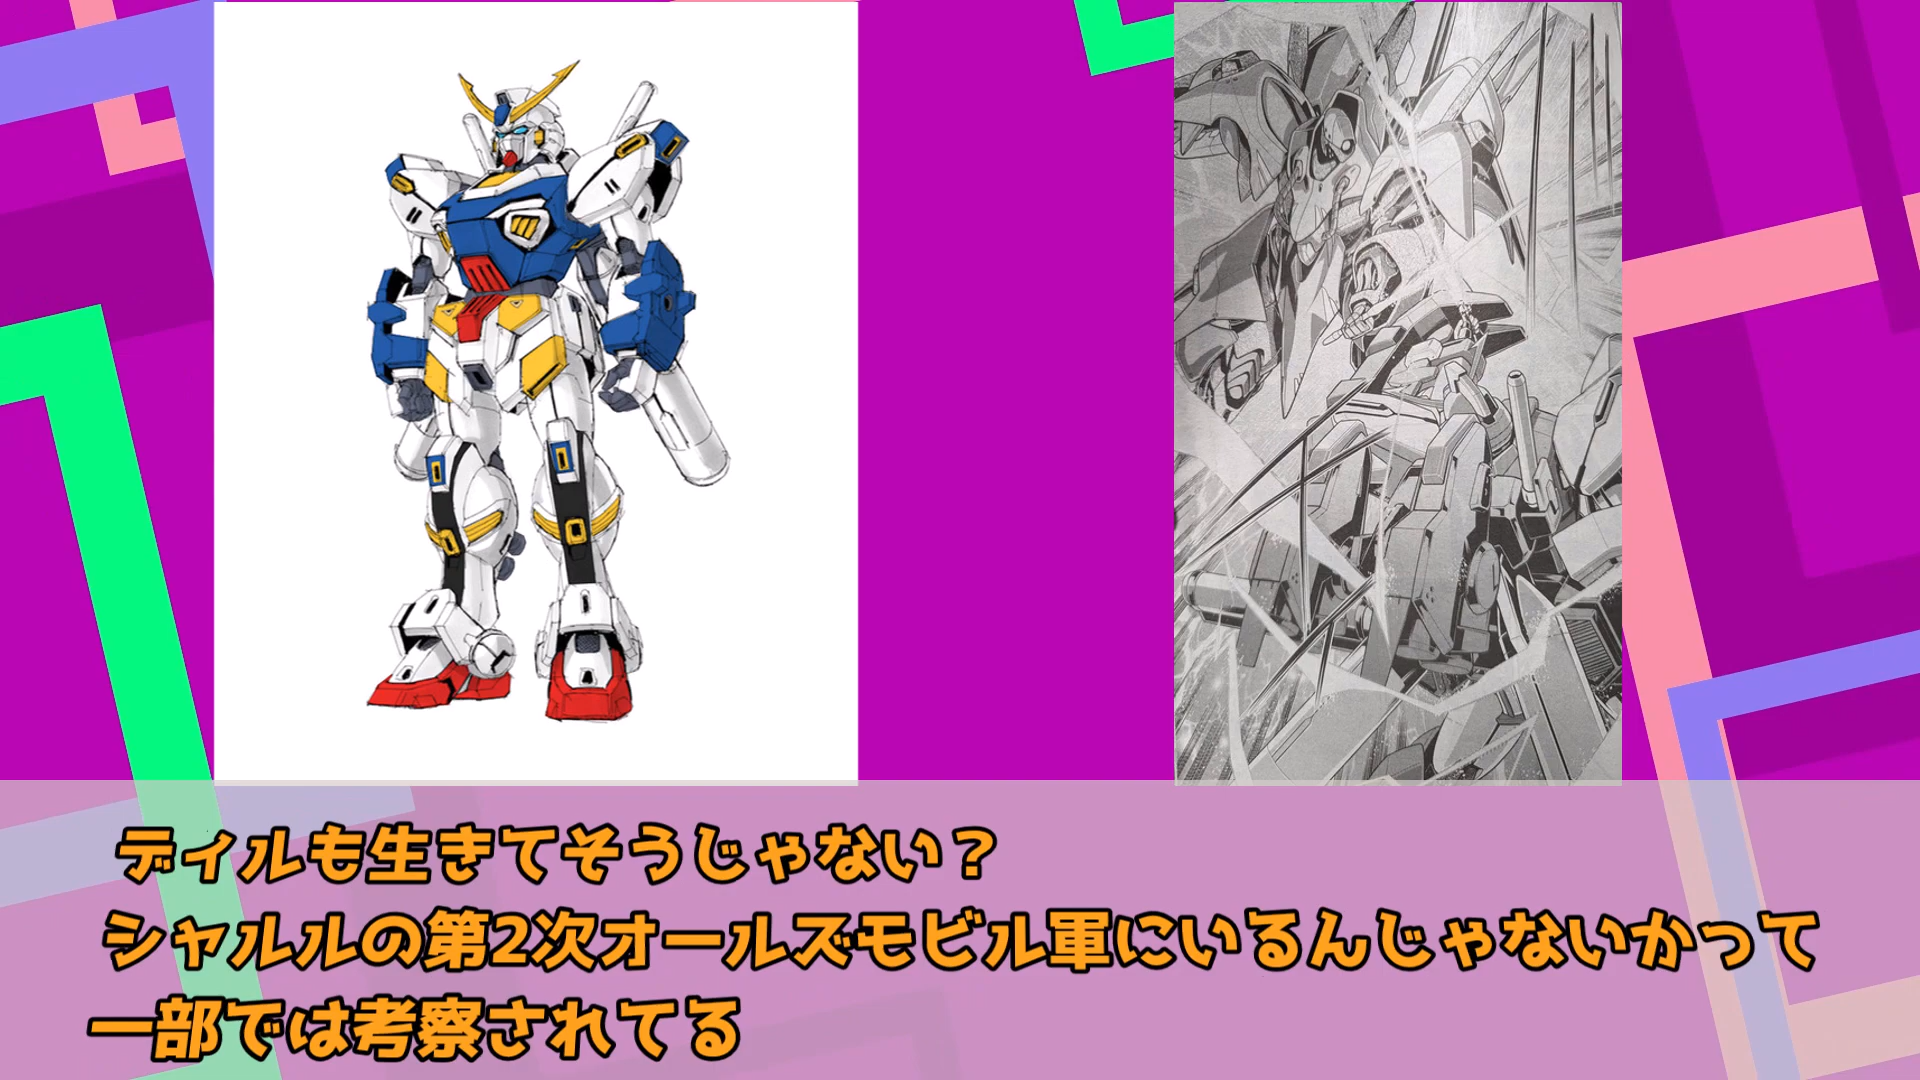 ディルも生きてそうじゃない？
シャルルの第2次オールズモビル軍にいるんじゃないかって
一部では考察されてる